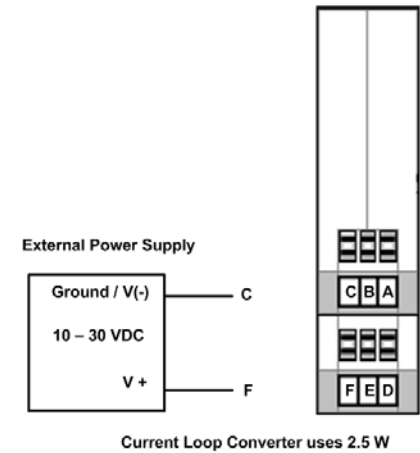 External Power Supply
Ground / V(-)
C
10 – 30 VDC
V +
F
C B A
F E D
Current Loop Converter uses 2.5 W